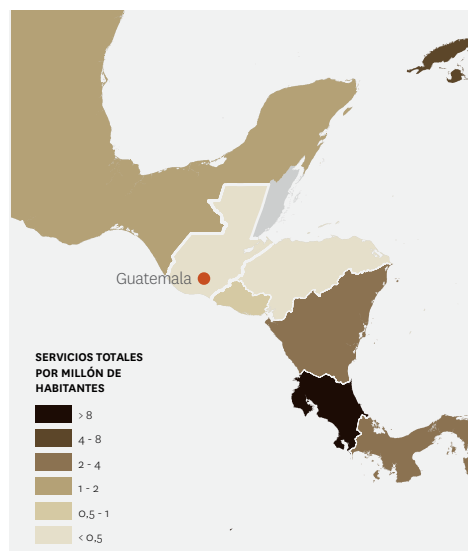 Guatemala
SERVICIOS TOTALES
POR MILLÓN DE
HABITANTES
> 8
4 - 8
2 - 4
1 - 2
0,5 - 1
< 0,5